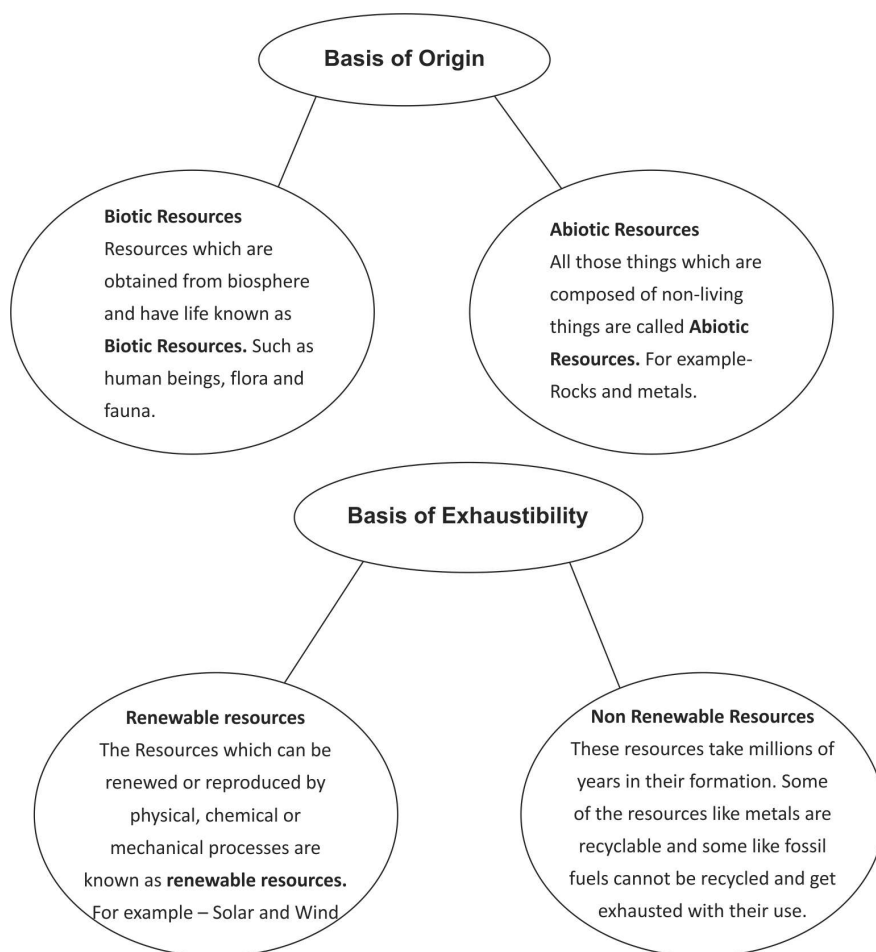 Basis of Origin
Biotic Resources
Resources which are
obtained from biosphere
and have life known as
Biotic Resources. Such as
human beings, flora and
fauna.
Abiotic Resources
All those things which are
composed of non-living
things are called Abiotic
Resources. For example-
Rocks and metals.
Basis of Exhaustibility
Renewable resources
The Resources which can be
renewed or reproduced by
physical, chemical or
mechanical processes are
known as renewable resources.
For example – Solar and Wind
Non Renewable Resources
These resources take millions of
years in their formation. Some
of the resources like metals are
recyclable and some like fossil
fuels cannot be recycled and get
exhausted with their use.